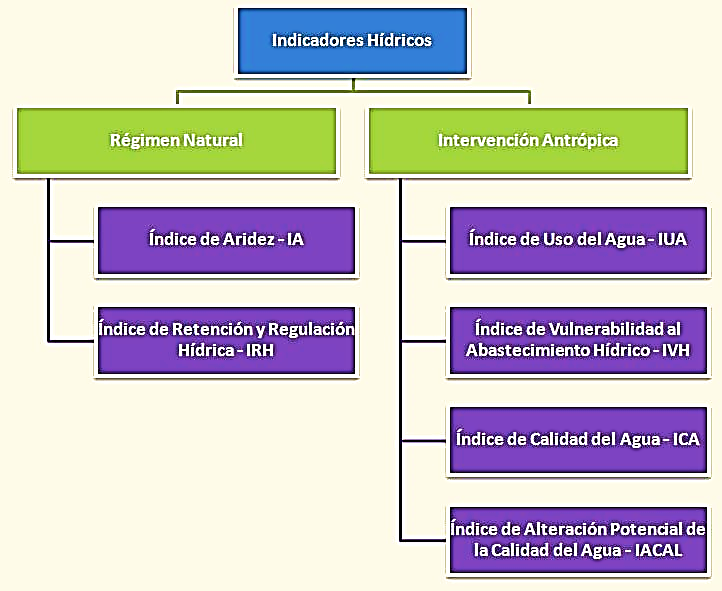 Indicadores Hídricos
Régimen Natural
Intervención Antrópica
Índice de Aridez - IA
Índice de Retención y Regulación
Hídrica - IRH
Índice de Uso del Agua - IUA
Índice de Vulnerabilidad al
Abastecimiento Hídrico - IVH
Índice de Calidad del Agua - ICA
Índice de Alteración Potencial de
la Calidad del Agua - IACAL